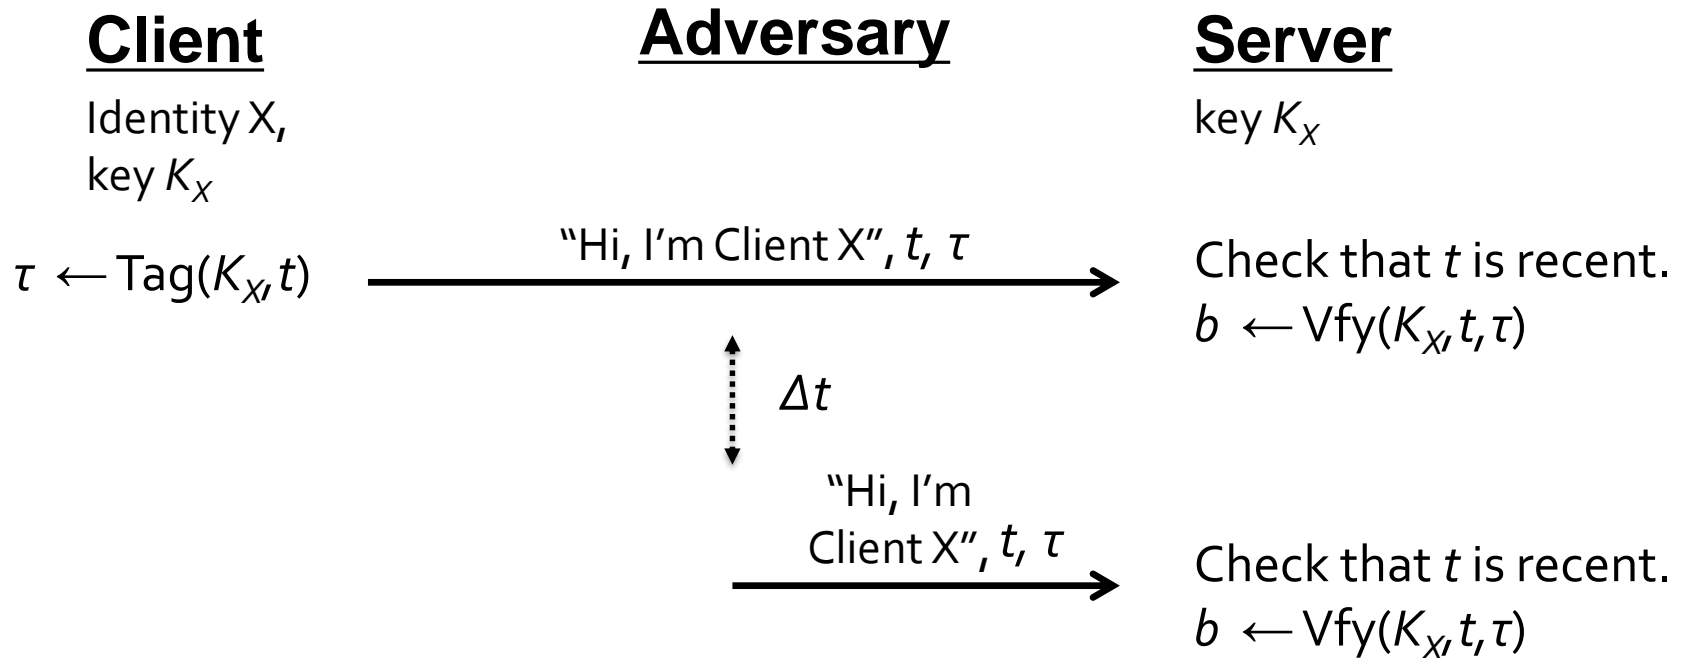 Client
Adversary
Server
Identity X,
key K_X
key K_X
τ ← Tag(K_X,t)
“Hi, I’m Client X”, t, τ
Check that t is recent.
b ← Vfy(K_X,t,τ)
Δt
“Hi, I’m
Client X”, t, τ
Check that t is recent.
b ← Vfy(K_X,t,τ)